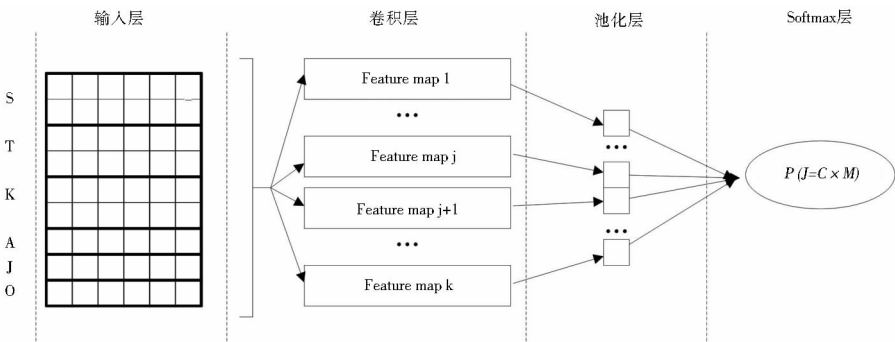 输入层
卷积层
池化层
Softmax层
S
T
K
A
J
O
Feature map 1
•••
Feature map j
Feature map j+1
•••
Feature map k
•••
•••
P (J=C × M)